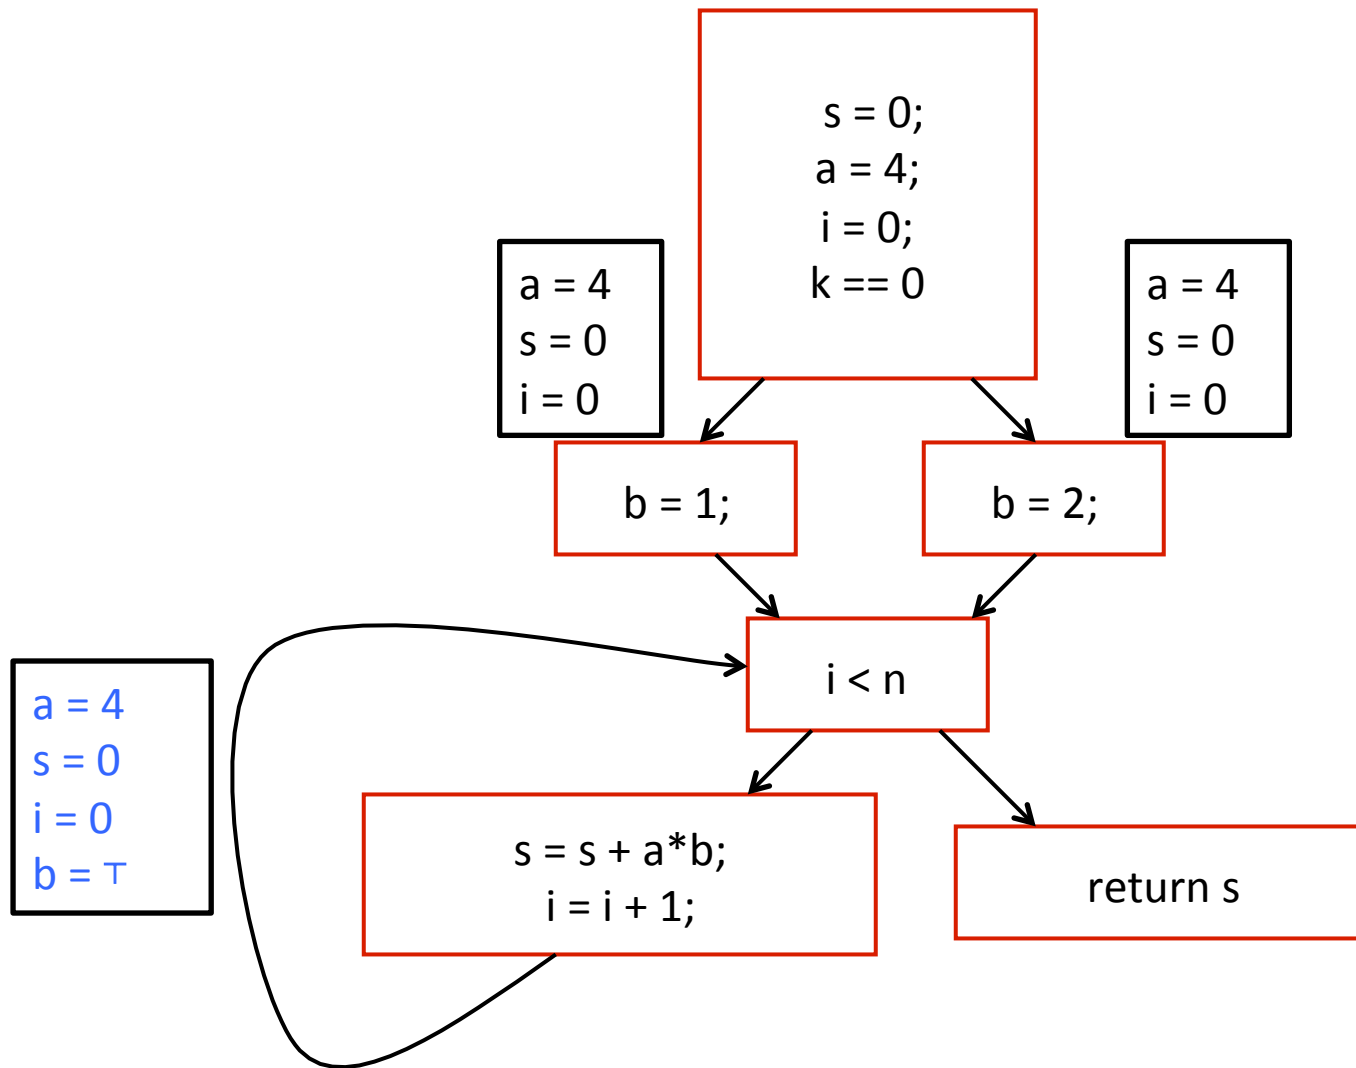 s = 0;
a = 4;
i = 0;
k == 0
a = 4
s = 0
i = 0
a = 4
s = 0
i = 0
b = 1;
b = 2;
i < n
a = 4
s = 0
i = 0
b = ⊤
s = s + a*b;
i = i + 1;
return s